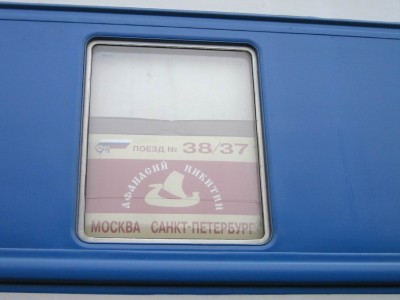 ПОЕЗД № 38/37
АФАНАСИЙ НИКИТИН
МОСКВА САНКТ-ПЕТЕРБУРГ